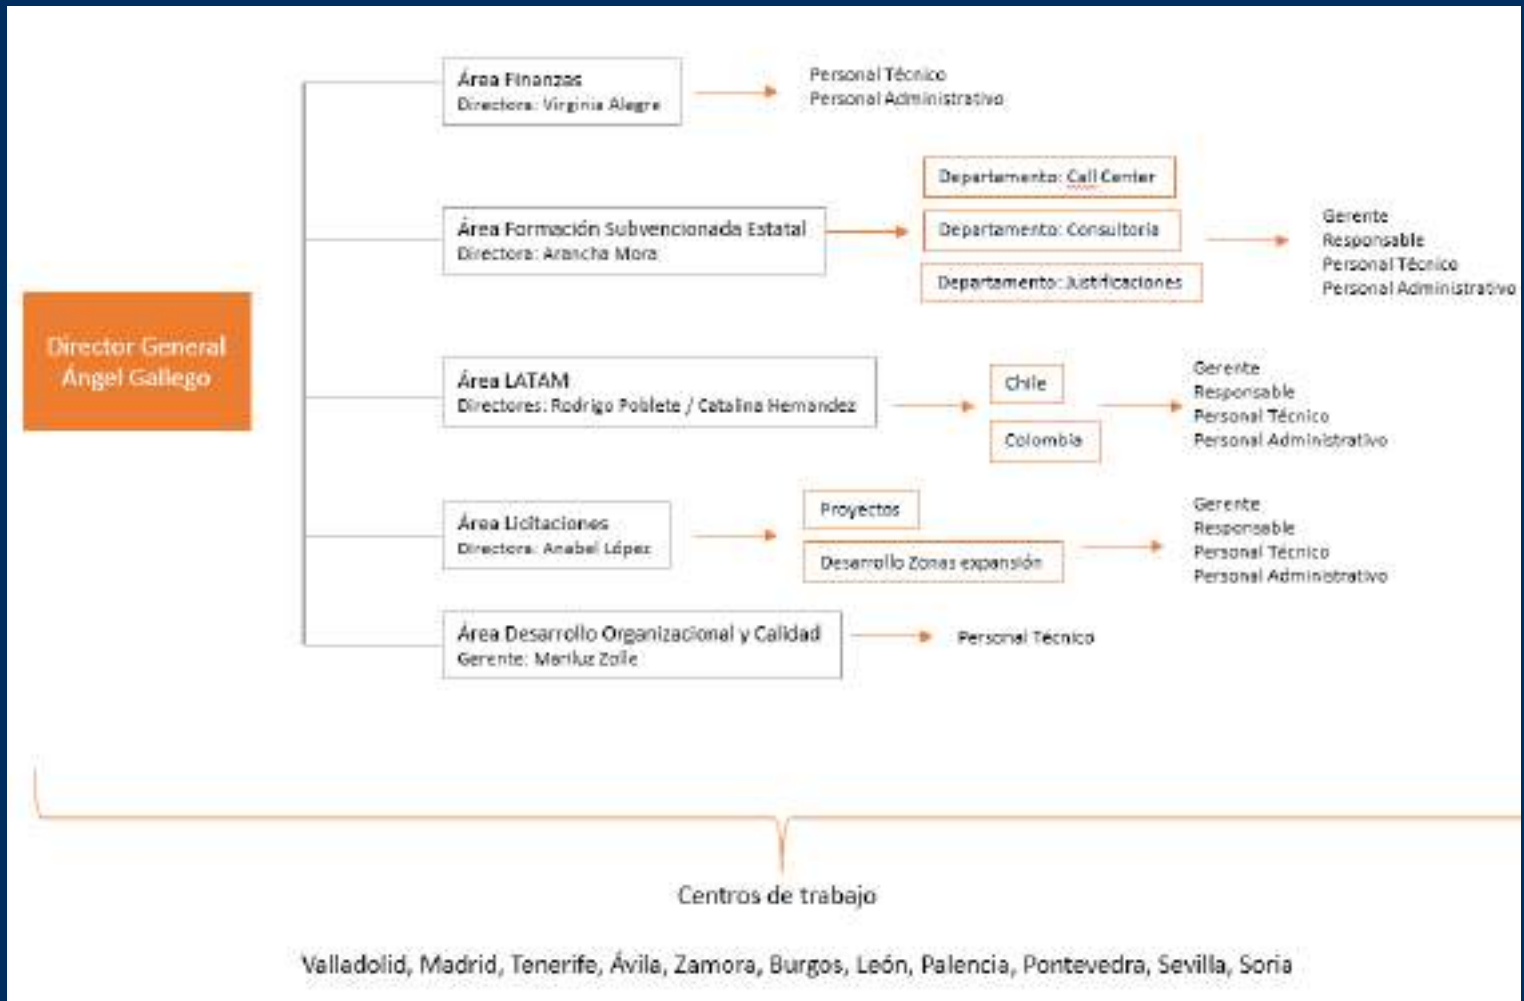 Director General
Ángel Gallego
Área Finanzas
Directora: Virginia Alegre
Personal Técnico
Personal Administrativo
Área Formación Subvencionada Estatal
Directora: Arancha Mora
Departamento: Call Center
Departamento: Consultoría
Departamento: Justificaciones
Gerente
Responsable
Personal Técnico
Personal Administrativo
Área LATAM
Directores: Rodrigo Poblete / Catalina Hernandez
Chile
Colombia
Gerente
Responsable
Personal Técnico
Personal Administrativo
Área Licitaciones
Directora: Anabel López
Proyectos
Desarrollo Zonas expansión
Gerente
Responsable
Personal Técnico
Personal Administrativo
Área Desarrollo Organizacional y Calidad
Gerente: Mariluz Zolle
Personal Técnico
Centros de trabajo
Valladolid, Madrid, Tenerife, Ávila, Zamora, Burgos, León, Palencia, Pontevedra, Sevilla, Soria